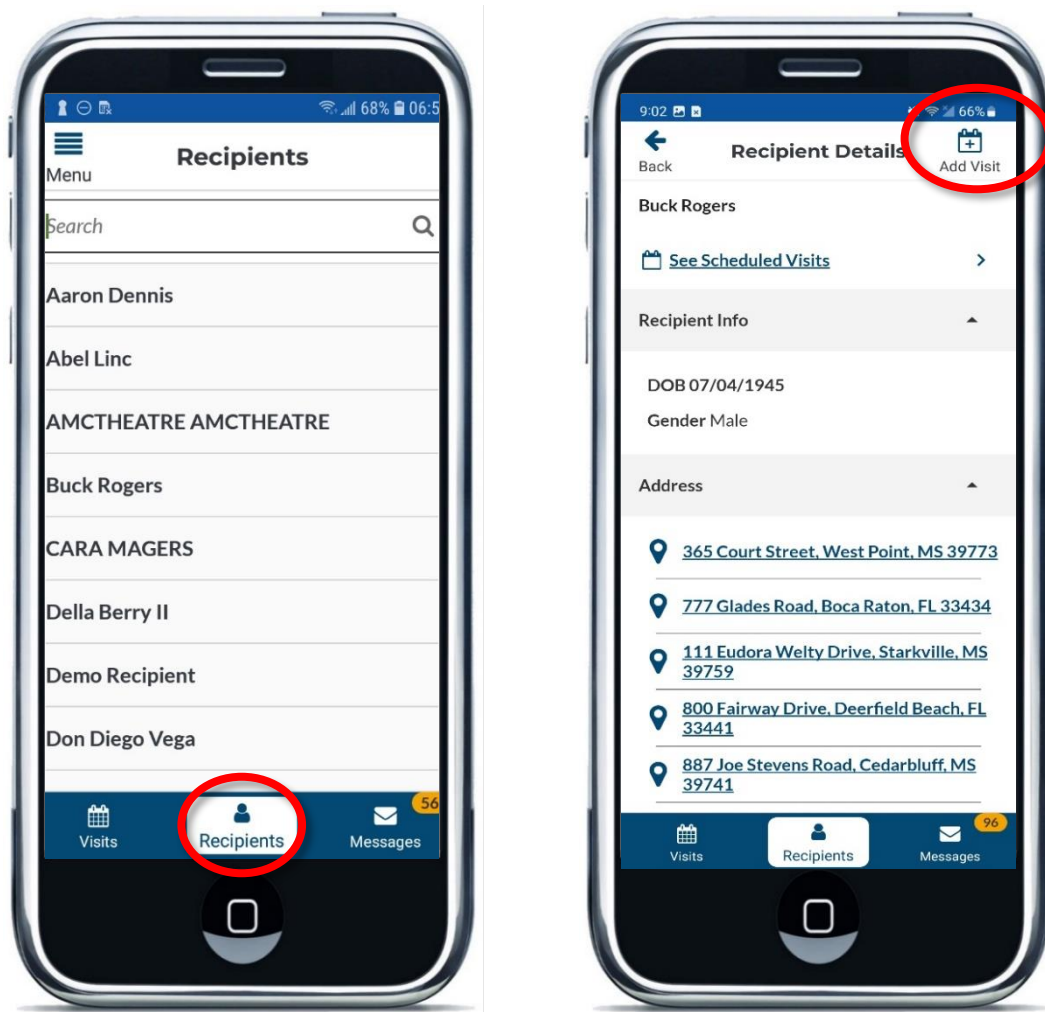 68% 06:5
Menu
Recipients
Search
Aaron Dennis
Abel Linc
AMCTHEATRE AMCTHEATRE
Buck Rogers
CARA MAGERS
Della Berry II
Demo Recipient
Don Diego Vega
Visits
Recipients
Messages
56
9:02 66%
Back
Recipient Details
Add Visit
Buck Rogers
See Scheduled Visits
Recipient Info
DOB 07/04/1945
Gender Male
Address
365 Court Street, West Point, MS 39773
777 Glades Road, Boca Raton, FL 33434
111 Eudora Welty Drive, Starkville, MS
39759
800 Fairway Drive, Deerfield Beach, FL
33441
887 Joe Stevens Road, Cedarbluff, MS
39741
Visits
Recipients
Messages
96